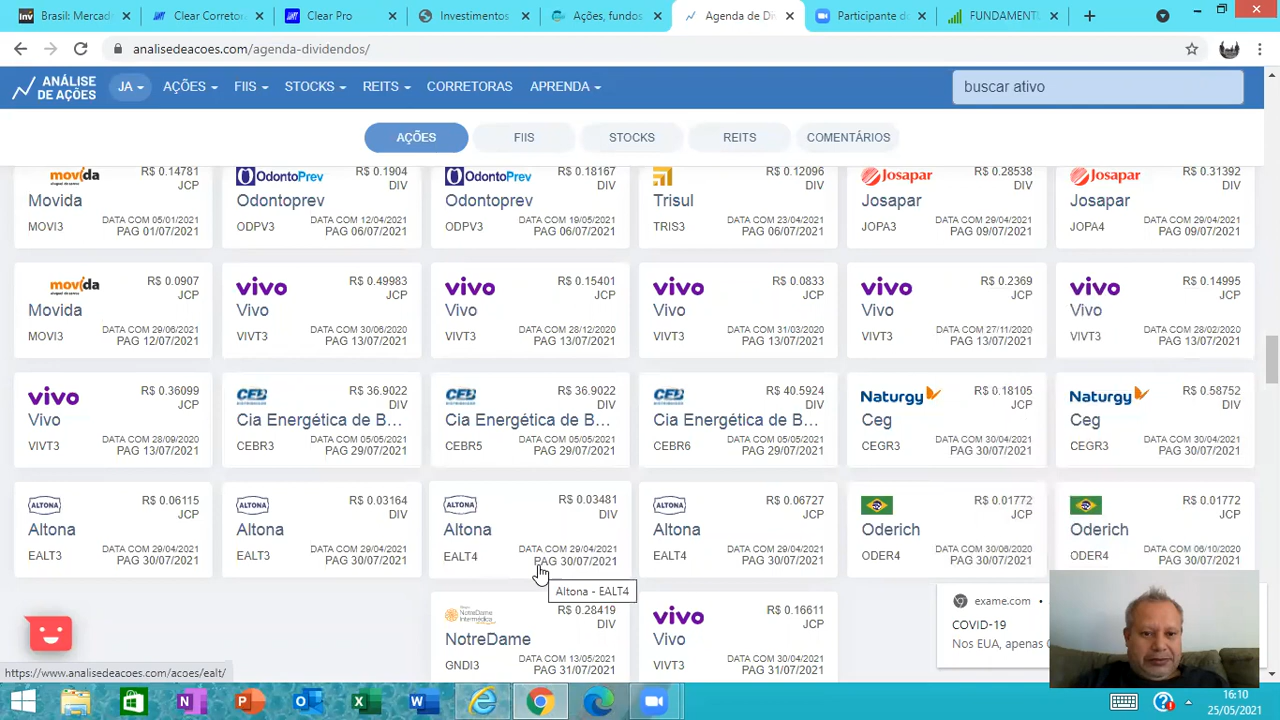 Brasil: Merca
Clear Correto
Clear Pro
Investimentos
Ações, fundos
Agenda de Di
Participante d
FUNDAMENT
analisedeacoes.com/agenda-dividendos/
ANÁLISE
DE AÇÕES
JA
AÇÕES
FIIS
STOCKS
REITS
CORRETORAS
APRENDA
buscar ativo
AÇÕES
FIIS
STOCKS
REITS
COMENTÁRIOS
movida
R$ 0.14781
JCP
Movida
DATA COM 05/01/2021
MOVI3
PAG 01/07/2021
OdontoPrev
R$ 0.1904
DIV
Odontoprev
DATA COM 12/04/2021
ODPV3
PAG 06/07/2021
OdontoPrev
R$ 0.18167
DIV
Odontoprev
DATA COM 19/05/2021
ODPV3
PAG 06/07/2021
R$ 0.12096
DIV
Trisul
DATA COM 23/04/2021
TRIS3
PAG 06/07/2021
Josapar
R$ 0.28538
DIV
Josapar
DATA COM 29/04/2021
JOPA3
PAG 09/07/2021
Josapar
R$ 0.31392
DIV
Josapar
DATA COM 29/04/2021
JOPA4
PAG 09/07/2021
movida
R$ 0.0907
JCP
Movida
DATA COM 29/06/2021
MOVI3
PAG 12/07/2021
vivo
R$ 0.49983
JCP
Vivo
DATA COM 30/06/2020
VIVT3
PAG 13/07/2021
vivo
R$ 0.15401
JCP
Vivo
DATA COM 28/12/2020
VIVT3
PAG 13/07/2021
vivo
R$ 0.0833
JCP
Vivo
DATA COM 31/03/2020
VIVT3
PAG 13/07/2021
vivo
R$ 0.2369
JCP
Vivo
DATA COM 27/11/2020
VIVT3
PAG 13/07/2021
vivo
R$ 0.14995
JCP
Vivo
DATA COM 28/02/2020
VIVT3
PAG 13/07/2021
vivo
R$ 0.36099
JCP
Vivo
DATA COM 28/09/2020
VIVT3
PAG 13/07/2021
CEB
R$ 36.9022
DIV
Cia Energética de B...
DATA COM 05/05/2021
CEBR3
PAG 29/07/2021
CEB
R$ 36.9022
DIV
Cia Energética de B...
DATA COM 05/05/2021
CEBR5
PAG 29/07/2021
CEB
R$ 40.5924
DIV
Cia Energética de B...
DATA COM 05/05/2021
CEBR6
PAG 29/07/2021
Naturgy
R$ 0.18105
JCP
Ceg
DATA COM 30/04/2021
CEGR3
PAG 30/07/2021
Naturgy
R$ 0.58752
DIV
Ceg
DATA COM 30/04/2021
CEGR3
PAG 30/07/2021
ALTONA
R$ 0.06115
JCP
Altona
DATA COM 29/04/2021
EALT3
PAG 30/07/2021
ALTONA
R$ 0.03164
DIV
Altona
DATA COM 29/04/2021
EALT3
PAG 30/07/2021
ALTONA
R$ 0.03481
DIV
Altona
DATA COM 29/04/2021
EALT4
PAG 30/07/2021
ALTONA
R$ 0.06727
JCP
Altona
DATA COM 29/04/2021
EALT4
PAG 30/07/2021
R$ 0.01772
JCP
Oderich
DATA COM 30/06/2021
ODER4
PAG 30/07/2021
R$ 0.01772
JCP
Oderich
DATA COM 06/10/2020
ODER4
PAG 30/07/2021
Altona - EALT4
NotreDame
Intermédica
R$ 0.28419
DIV
NotreDame
DATA COM 13/05/2021
GNDI3
PAG 31/07/2021
vivo
R$ 0.16611
JCP
Vivo
DATA COM 30/04/2021
VIVT3
PAG 31/07/2021
exame.com •
COVID-19
Nos EUA, apenas
https://www.analisedeacoes.com/acoes/ealt/
16:10
25/05/2021